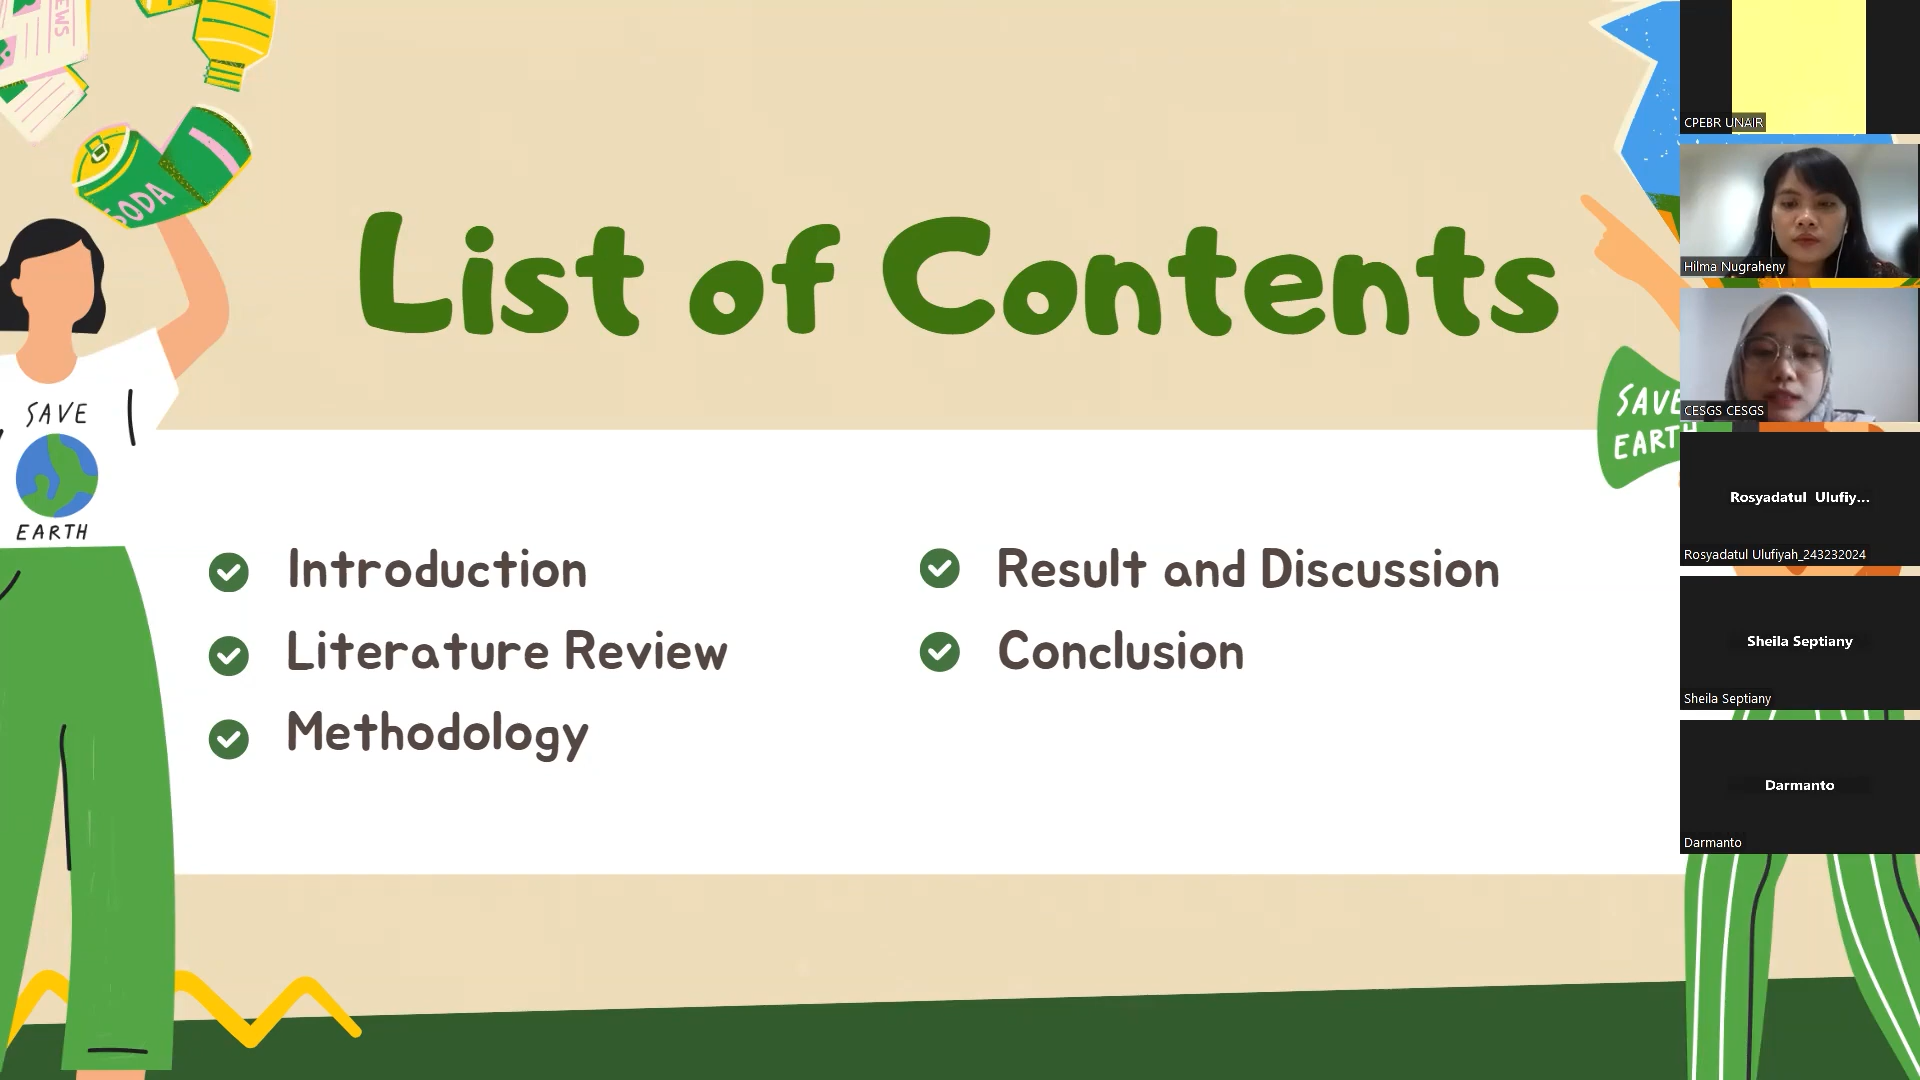 EWS
SODA
SAVE
EARTH
List of Contents
Introduction
Literature Review
Methodology
Result and Discussion
Conclusion
SAVE
EARTH
CPEBR UNAIR
Hilma Nugraheny
CESGS CESGS
Rosyadatul Ulufiy...
Rosyadatul Ulufiyah_243232024
Sheila Septiany
Sheila Septiany
Darmanto
Darmanto